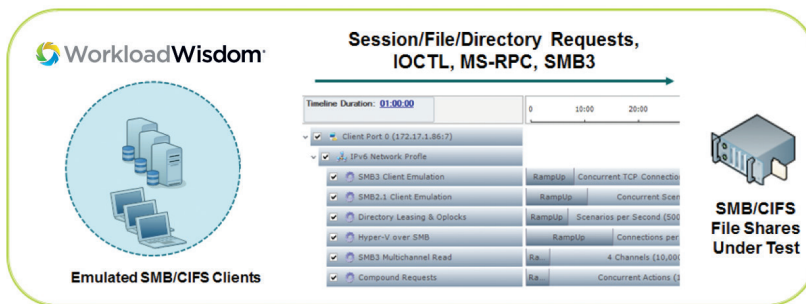 WorkloadWisdom
Session/File/Directory Requests,
IOCTL, MS-RPC, SMB3
Timeline Duration: 01:00:00
0 10:00 20:00
Client Port 0 (172.17.1.86:7)
IPv6 Network Profle
SMB3 Client Emulation RampUp Concurrent TCP Connectio
SMB2.1 Client Emulation RampUp Concurrent Scen
Directory Leasing & Oplocks RampUp Scenarios per Second (500
Hyper-V over SMB RampUp Connections per
SMB3 Multichannel Read Ra... 4 Channels (10,000
Compound Requests Ra... Concurrent Actions (1
Emulated SMB/CIFS Clients
SMB/CIFS
File Shares
Under Test